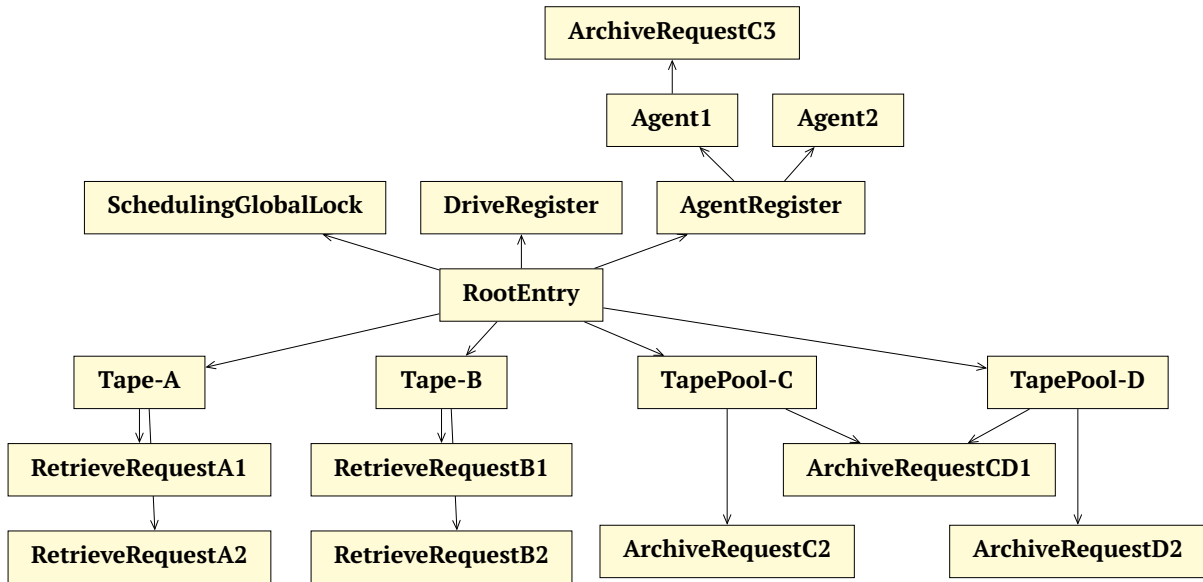 ArchiveRequestC3
Agent1
Agent2
SchedulingGlobalLock
DriveRegister
AgentRegister
RootEntry
Tape-A
Tape-B
TapePool-C
TapePool-D
RetrieveRequestA1
RetrieveRequestB1
ArchiveRequestCD1
RetrieveRequestA2
RetrieveRequestB2
ArchiveRequestC2
ArchiveRequestD2